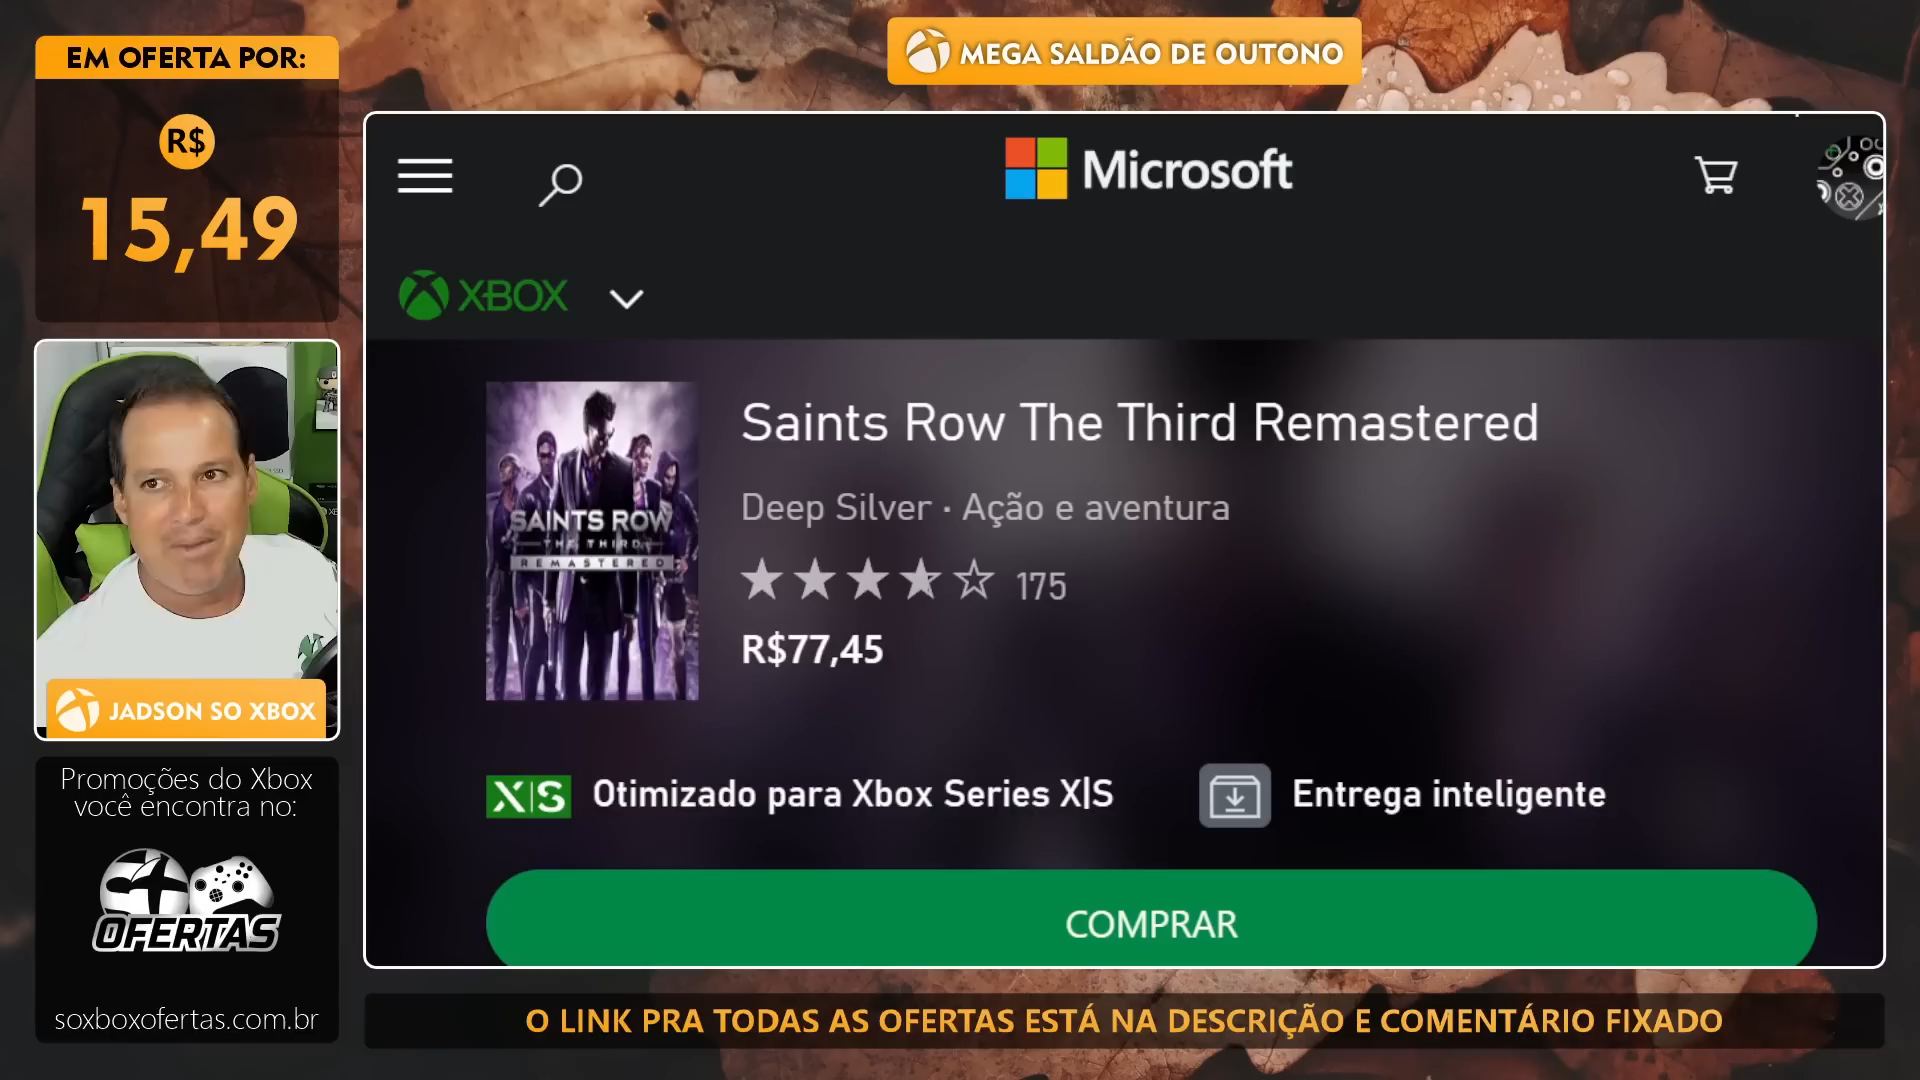 EM OFERTA POR:
R$
15,49
MEGA SALDÃO DE OUTONO
Microsoft
XBOX
SAINTS ROW
THE THIRD
REMASTERED
Saints Row The Third Remastered
Deep Silver · Ação e aventura
175
R$77,45
X|S Otimizado para Xbox Series X|S
Entrega inteligente
COMPRAR
JADSON SO XBOX
Promoções do Xbox
você encontra no:
OFERTAS
soxboxofertas.com.br
O LINK PRA TODAS AS OFERTAS ESTÁ NA DESCRIÇÃO E COMENTÁRIO FIXADO